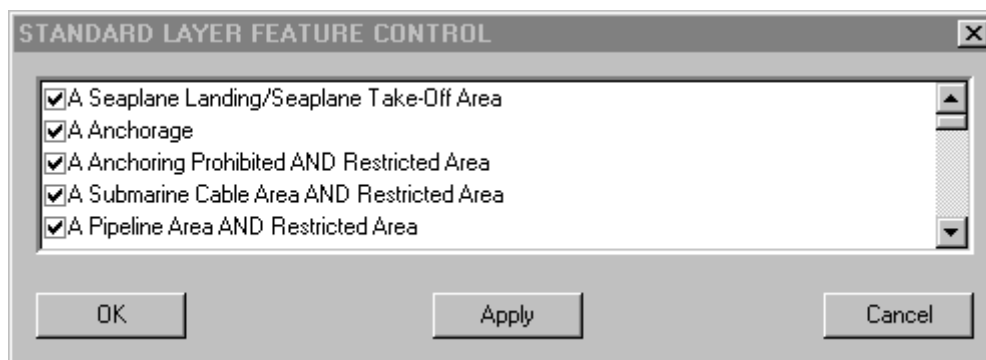 STANDARD LAYER FEATURE CONTROL
A Seaplane Landing/Seaplane Take-Off Area
A Anchorage
A Anchoring Prohibited AND Restricted Area
A Submarine Cable Area AND Restricted Area
A Pipeline Area AND Restricted Area
OK Apply Cancel